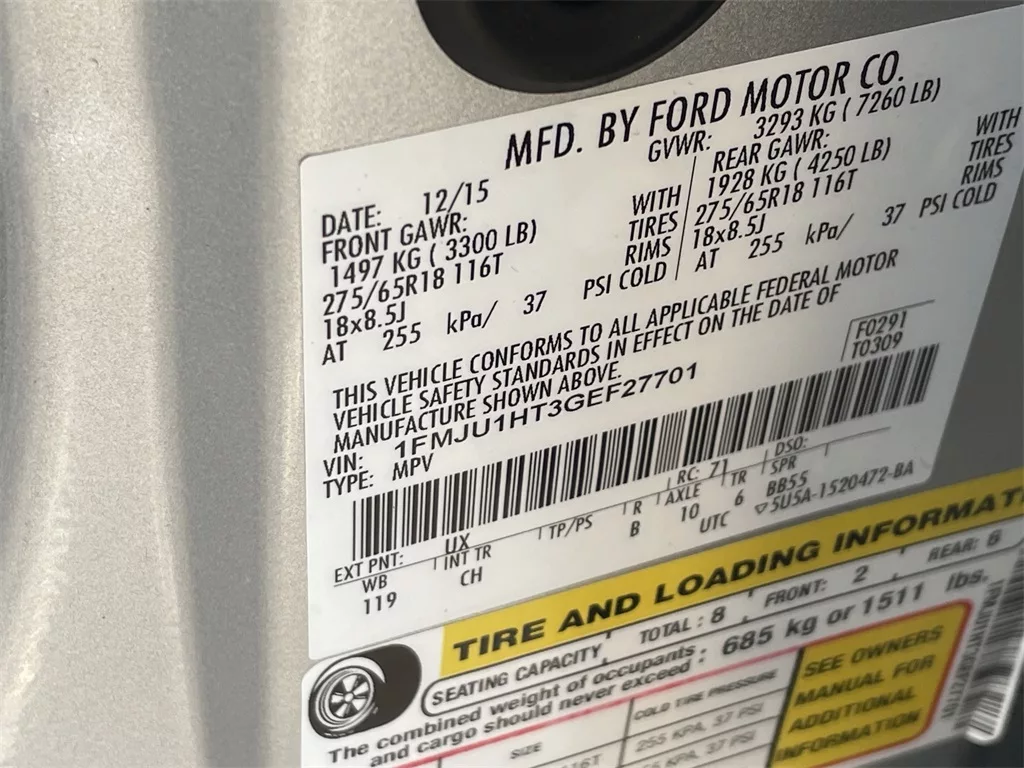 MFD. BY FORD MOTOR CO.
DATE: 12/15 GVWR: 3293 KG ( 7260 LB)
FRONT GAWR: REAR GAWR:
1497 KG ( 3300 LB) WITH 1928 KG ( 4250 LB) WITH
275/65R18 116T TIRES 275/65R18 116T TIRES
18x8.5J RIMS 18x8.5J RIMS
AT 255 kPa/ 37 PSI COLD AT 255 kPa/ 37 PSI COLD
THIS VEHICLE CONFORMS TO ALL APPLICABLE FEDERAL MOTOR
VEHICLE SAFETY STANDARDS IN EFFECT ON THE DATE OF
MANUFACTURE SHOWN ABOVE.
F0291
T0309
VIN: 1FMJU1HT3GEF27701
TYPE: MPV
EXT PNT: UX RC: 71 DSO:
WB INT TR TP/PS R AXLE TR SPR
119 CH B 10 6 BB55
UTC ▽5U5A-1520472-BA
TIRE AND LOADING INFORMAT
SEATING CAPACITY TOTAL : 8 FRONT: 2 REAR: 6
The combined weight of occupants : 685 kg or 1511 lbs.
and cargo should never exceed
SIZE COLD TIRE PRESSURE
255 KPA, 37 PSI
KPA, 37 PSI
SEE OWNERS
MANUAL FOR
ADDITIONAL
INFORMATION